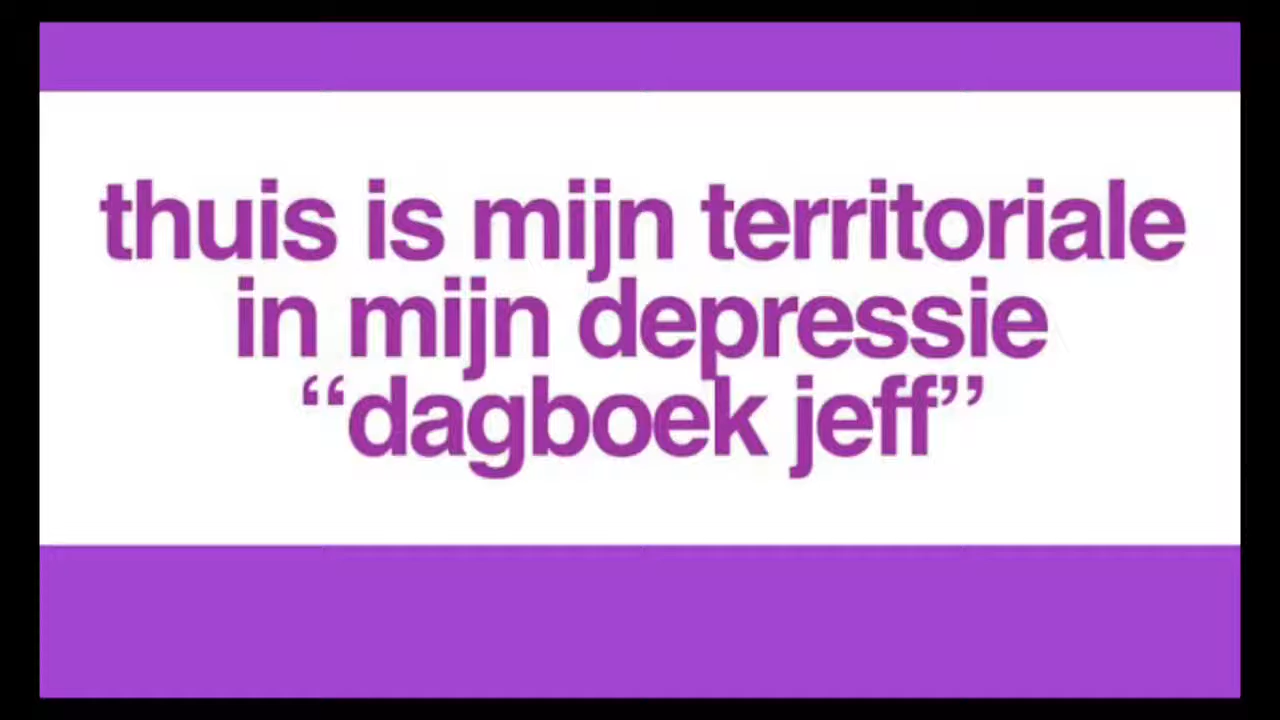 thuis is mijn territoriale
in mijn depressie
“dagboek jeff”